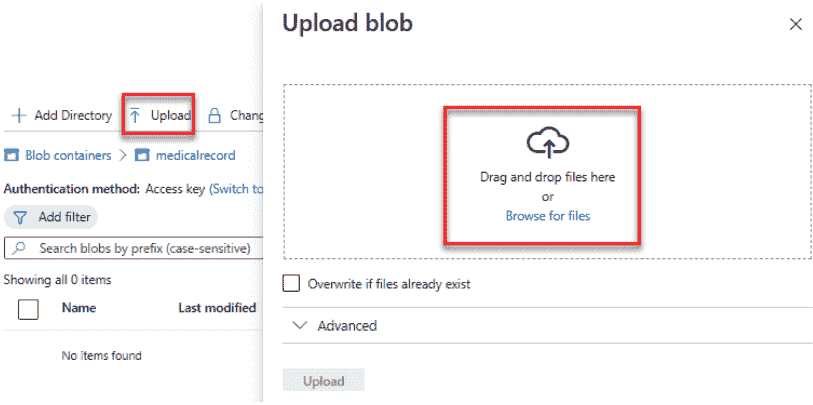 Upload blob
Add Directory
Upload
Blob containers > medicalrecord
Authentication method: Access key (Switch to
Add filter
Search blobs by prefix (case-sensitive)
Showing all 0 items
Name
Last modified
No items found
Drag and drop files here
or
Browse for files
Overwrite if files already exist
Advanced
Upload